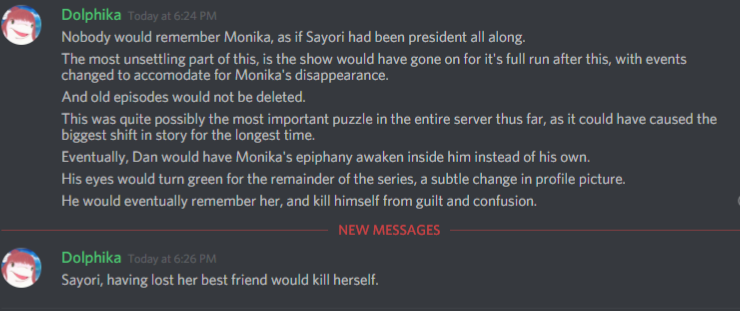 Dolphika Today at 6:24 PM
Nobody would remember Monika, as if Sayori had been president all along.
The most unsettling part of this, is the show would have gone on for it's full run after this, with events
changed to accomodate for Monika's disappearance.
And old episodes would not be deleted.
This was quite possibly the most important puzzle in the entire server thus far, as it could have caused the
biggest shift in story for the longest time.
Eventually, Dan would have Monika's epiphany awaken inside him instead of his own.
His eyes would turn green for the remainder of the series, a subtle change in profile picture.
He would eventually remember her, and kill himself from guilt and confusion.
NEW MESSAGES
Dolphika Today at 6:26 PM
Sayori, having lost her best friend would kill herself.